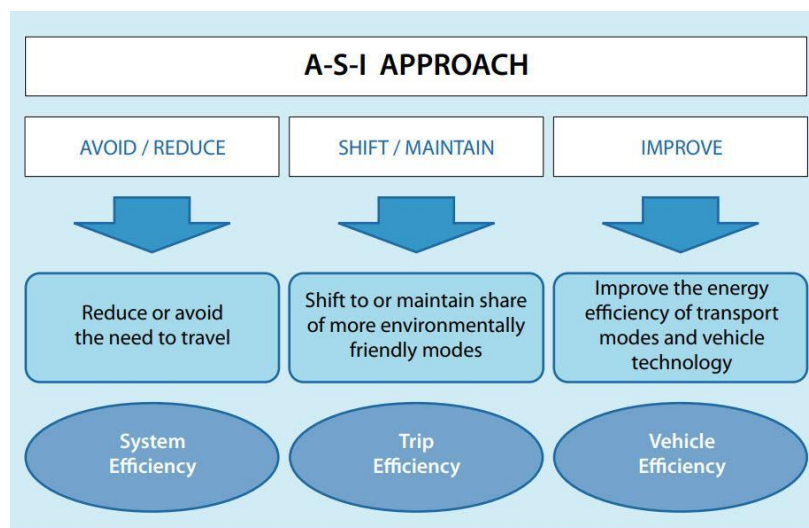 A-S-I APPROACH
AVOID / REDUCE
SHIFT / MAINTAIN
IMPROVE
Reduce or avoid
the need to travel
Shift to or maintain share
of more environmentally
friendly modes
Improve the energy
efficiency of transport
modes and vehicle
technology
System
Efficiency
Trip
Efficiency
Vehicle
Efficiency